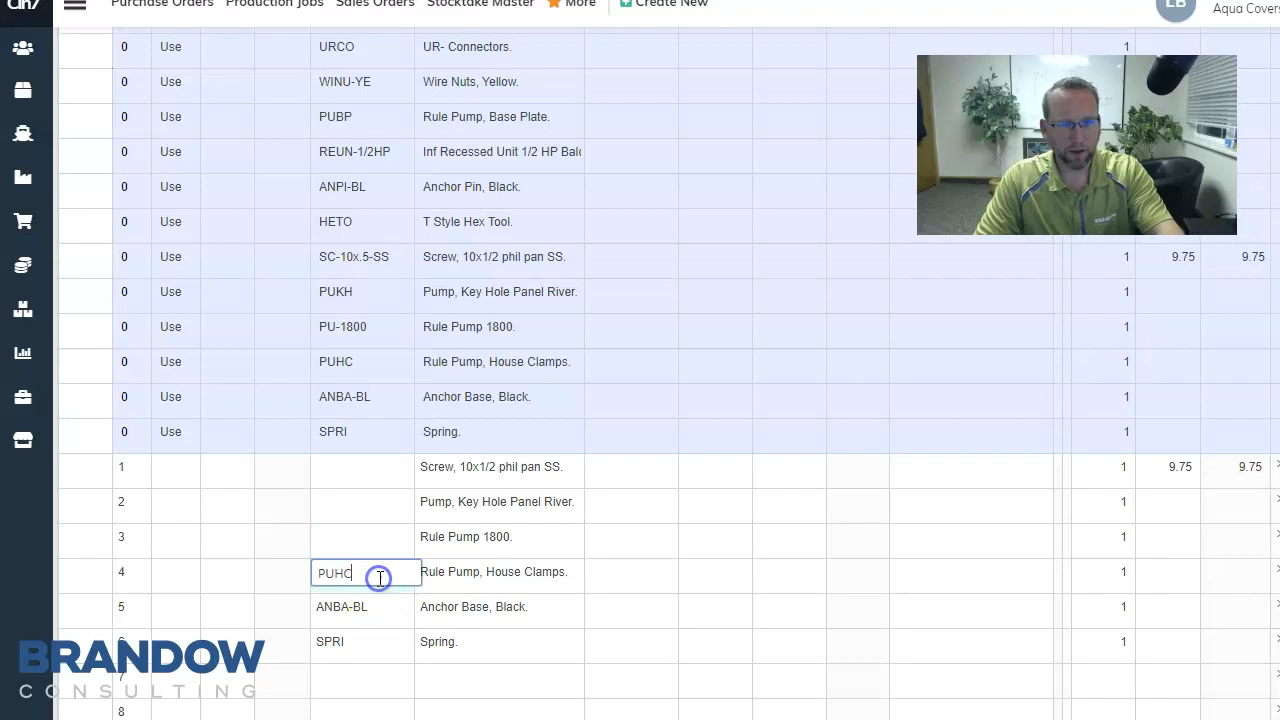 Cin7 Purchase Orders Production Jobs Sales Orders Stocktake Master More Create New LB Aqua Covers
0 Use URCO UR- Connectors. 1
0 Use WINU-YE Wire Nuts, Yellow.
0 Use PUBP Rule Pump, Base Plate.
0 Use REUN-1/2HP Inf Recessed Unit 1/2 HP Bald
0 Use ANPI-BL Anchor Pin, Black.
0 Use HETO T Style Hex Tool.
0 Use SC-10x.5-SS Screw, 10x1/2 phil pan SS. 1 9.75 9.75
0 Use PUKH Pump, Key Hole Panel River. 1
0 Use PU-1800 Rule Pump 1800. 1
0 Use PUHC Rule Pump, House Clamps. 1
0 Use ANBA-BL Anchor Base, Black. 1
0 Use SPRI Spring. 1
1 Screw, 10x1/2 phil pan SS. 1 9.75 9.75
2 Pump, Key Hole Panel River. 1
3 Rule Pump 1800. 1
4 PUHC Rule Pump, House Clamps. 1
5 ANBA-BL Anchor Base, Black. 1
6 SPRI Spring. 1
7
8
BRANDOW
CONSULTING